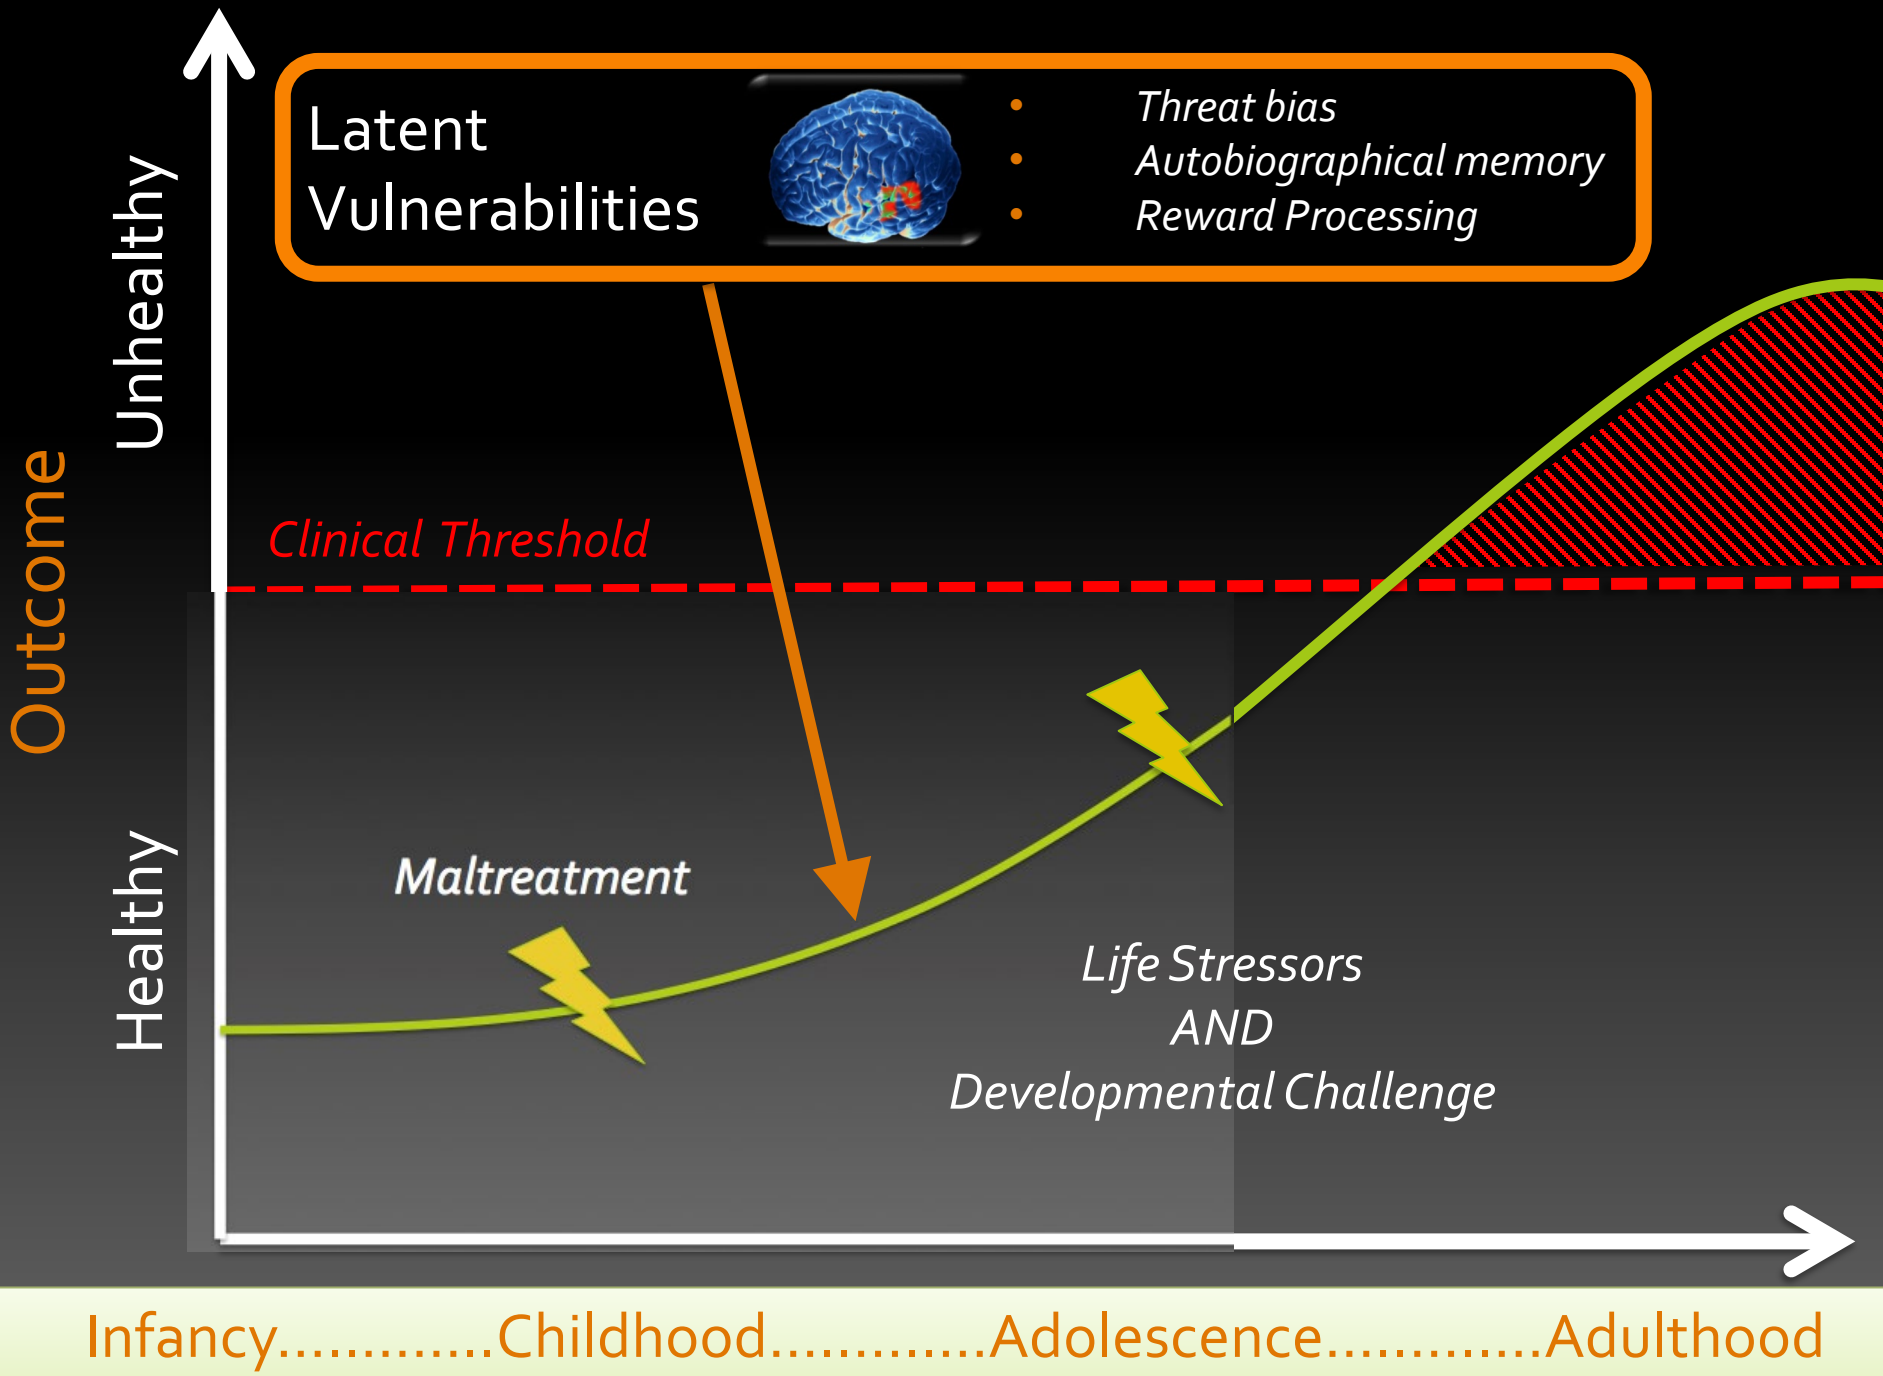 Latent
Vulnerabilities
• Threat bias
• Autobiographical memory
• Reward Processing
Unhealthy
Outcome
Clinical Threshold
Healthy
Maltreatment
Life Stressors
AND
Developmental Challenge
Infancy.............Childhood.............Adolescence.............Adulthood